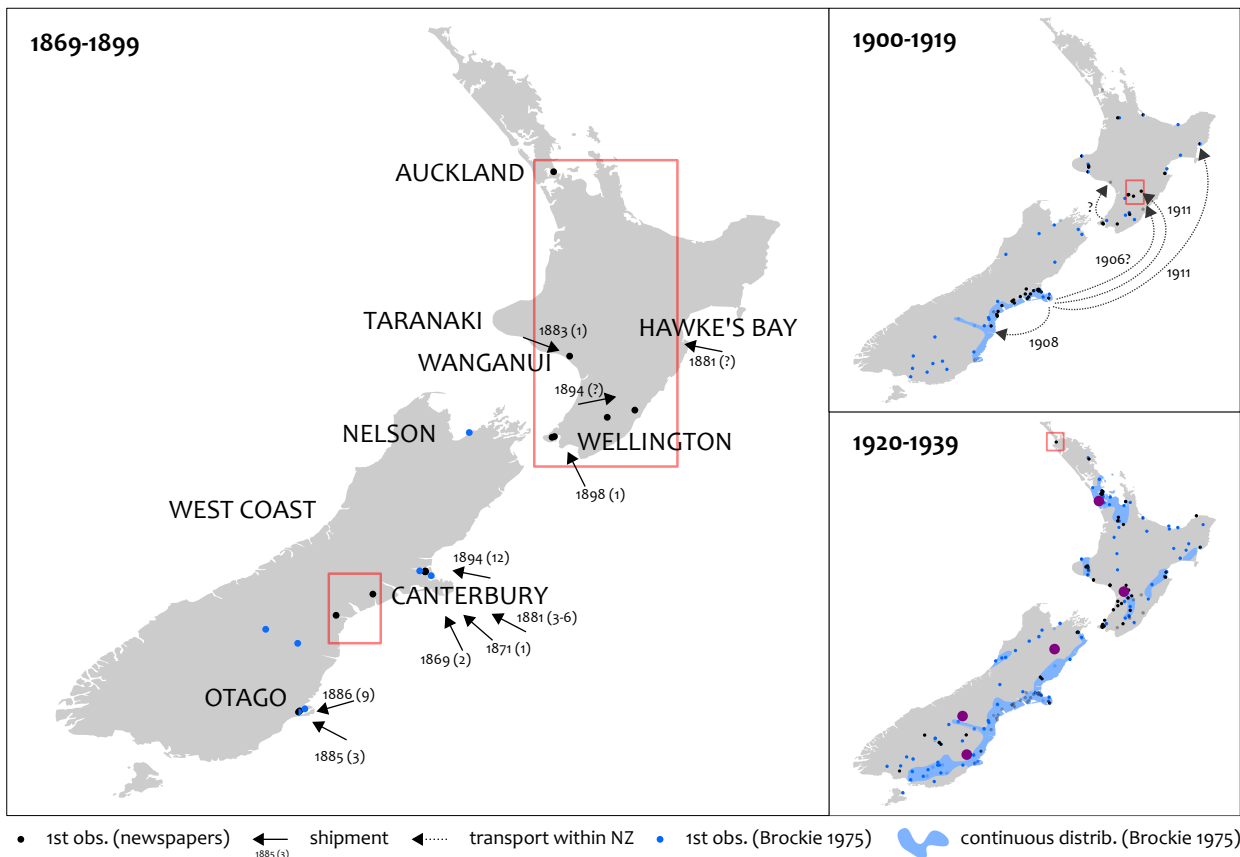 1869-1899
AUCKLAND
TARANAKI
1883 (1)
HAWKE'S BAY
WANGANUI
1881 (?)
1894 (?)
NELSON
WELLINGTON
1898 (1)
WEST COAST
1894 (12)
CANTERBURY
1881 (3-6)
1871 (1)
1869 (2)
OTAGO
1886 (9)
1885 (3)
1900-1919
?
1911
1906?
1911
1908
1920-1939
1st obs. (newspapers)
shipment
1885 (3)
transport within NZ
1st obs. (Brockie 1975)
continuous distrib. (Brockie 1975)